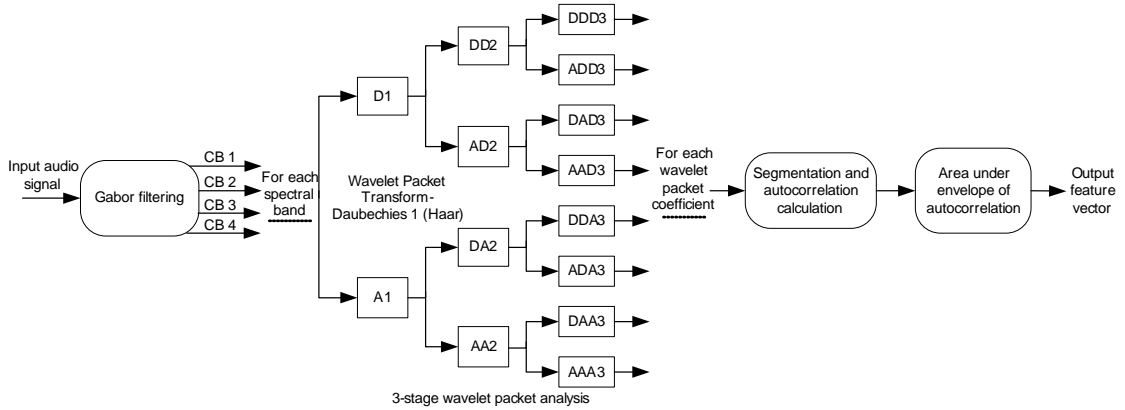 Input audio
signal
Gabor filtering
CB 1
CB 2
CB 3
CB 4
For each
spectral
band
Wavelet Packet
Transform-
Daubechies 1 (Haar)
D1
A1
DD2
AD2
DA2
AA2
DDD3
ADD3
DAD3
AAD3
DDA3
ADA3
DAA3
AAA3
3-stage wavelet packet analysis
For each
wavelet
packet
coefficient
Segmentation and
autocorrelation
calculation
Area under
envelope of
autocorrelation
Output
feature
vector